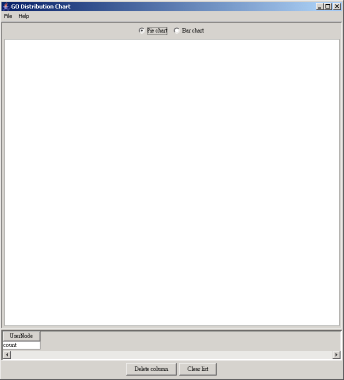 GO Distribution Chart
File Help
Pie chart Bar chart
UserNode
count
Delete column Clear list